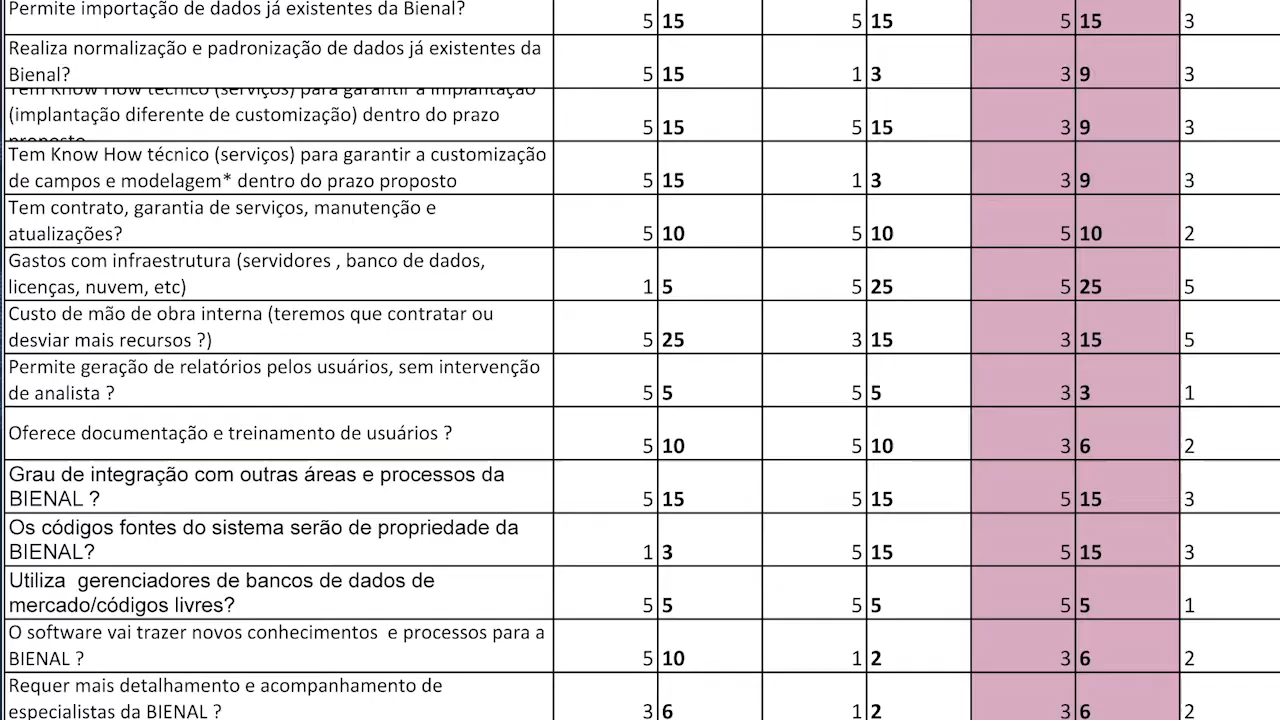 Permite importação de dados já existentes da Bienal? 5 15 5 15 5 15 3
Realiza normalização e padronização de dados já existentes da
Bienal? 5 15 1 3 3 9 3
Tem Know How técnico (serviços) para garantir a implantação
(implantação diferente de customização) dentro do prazo
proposto 5 15 5 15 3 9 3
Tem Know How técnico (serviços) para garantir a customização
de campos e modelagem* dentro do prazo proposto 5 15 1 3 3 9 3
Tem contrato, garantia de serviços, manutenção e
atualizações? 5 10 5 10 5 10 2
Gastos com infraestrutura (servidores , banco de dados,
licenças, nuvem, etc) 1 5 5 25 5 25 5
Custo de mão de obra interna (teremos que contratar ou
desviar mais recursos ?) 5 25 3 15 3 15 5
Permite geração de relatórios pelos usuários, sem intervenção
de analista ? 5 5 5 5 3 3 1
Oferece documentação e treinamento de usuários ? 5 10 5 10 3 6 2
Grau de integração com outras áreas e processos da
BIENAL ? 5 15 5 15 5 15 3
Os códigos fontes do sistema serão de propriedade da
BIENAL? 1 3 5 15 5 15 3
Utiliza  gerenciadores de bancos de dados de
mercado/códigos livres? 5 5 5 5 5 5 1
O software vai trazer novos conhecimentos  e processos para a
BIENAL ? 5 10 1 2 3 6 2
Requer mais detalhamento e acompanhamento de
especialistas da BIENAL ? 3 6 1 2 3 6 2